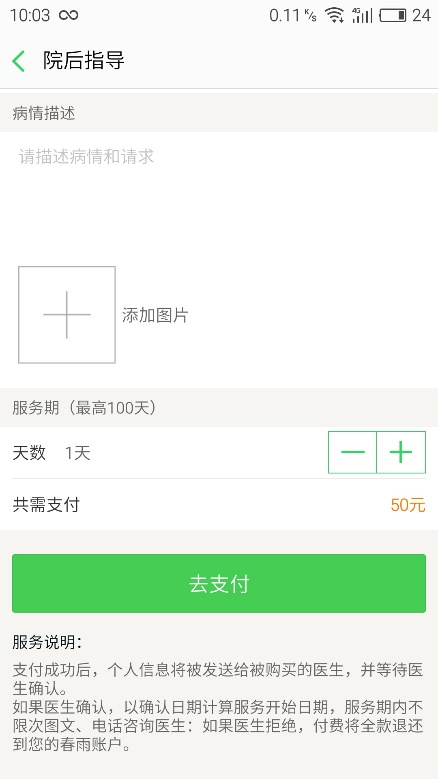 10:03 0.11 K/s 4G 24
院后指导
病情描述
请描述病情和请求
添加图片
服务期（最高100天）
天数 1天
共需支付 50元
去支付
服务说明：
支付成功后，个人信息将被发送给被购买的医生，并等待医
生确认。
如果医生确认，以确认日期计算服务开始日期，服务期内不
限次图文、电话咨询医生：如果医生拒绝，付费将全款退还
到您的春雨账户。